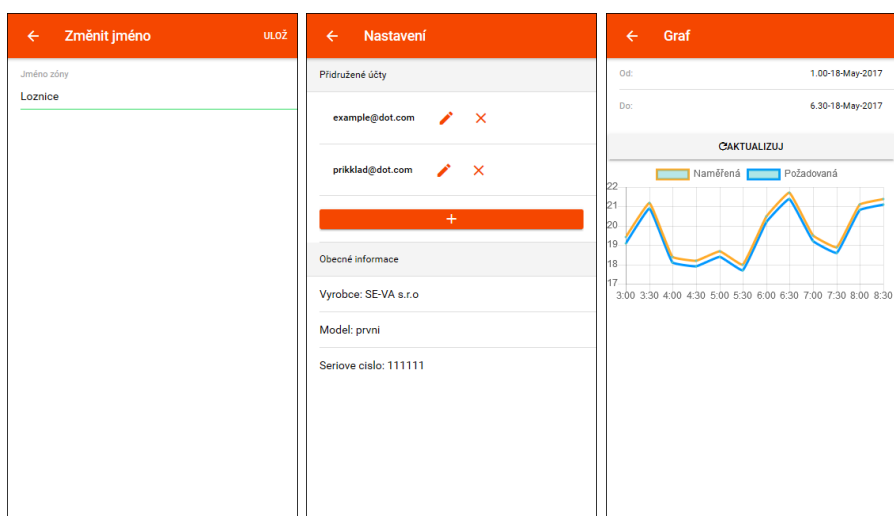 Změnit jméno
ULOŽ
Jméno zóny
Loznice
Nastavení
Přidružené účty
example@dot.com
prikklad@dot.com
+
Obecné informace
Vyrobce: SE-VA s.r.o
Model: prvni
Seriove cislo: 111111
Graf
Od: 1.00-18-May-2017
Do: 6.30-18-May-2017
AKTUALIZUJ
Naměřená Požadovaná
22
21
20
19
18
17
3:00 3:30 4:00 4:30 5:00 5:30 6:00 6:30 7:00 7:30 8:00 8:30